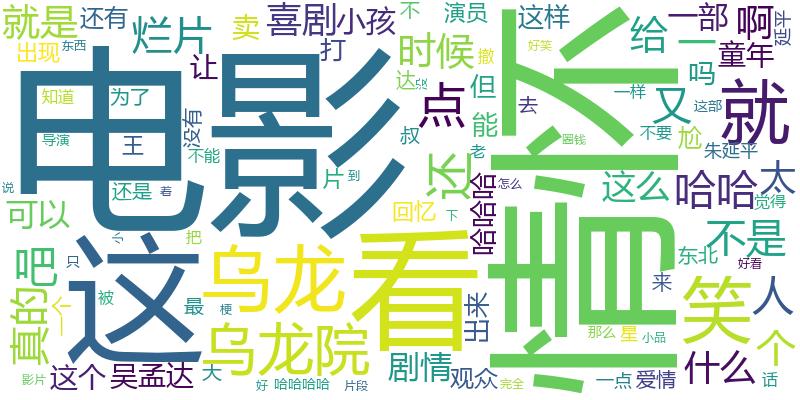 就是
还有
烂片
卖
喜剧
小孩
打
不
演员
这样
给
一部
啊
延平
出现
东西
让
时候
达
没
点
但
好笑
撤
能
去
吗
童年
电影
情怀
一样
这部
又
就
知道
为了
没有
叔
导演
王
不能
老
圈钱
不要
尬
朱延平
说
还是
着
片
到
还
哈哈哈
怎么
这么
哈哈
太
觉得
可以
小
把
回忆
下
不是
吧
只
这
乌龙
看
东北
好看
真的
一个
被
最
梗
出来
来
笑
人
乌龙院
那么
星
小品
个
影片
这个
吴孟达
大
好
哈哈哈哈
片段
剧情
观众
完全
一点
爱情
什么
话